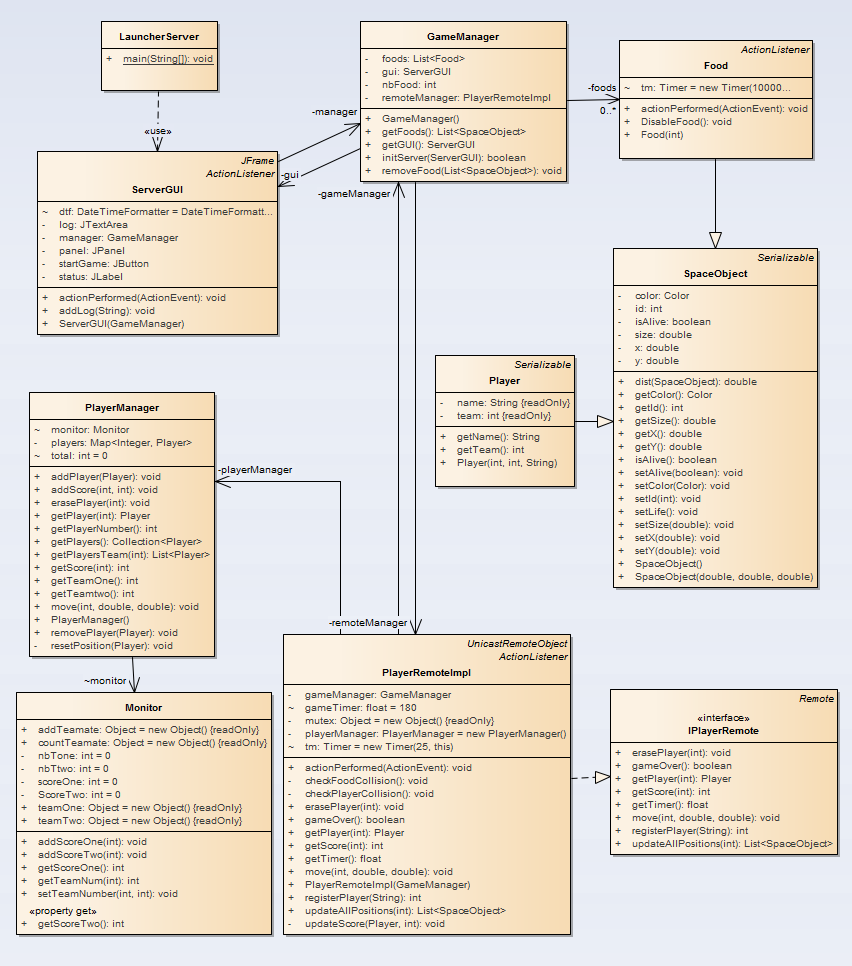 LauncherServer
+ main(String[]): void
«use»
JFrame
ActionListener
ServerGUI
~ dtf: DateTimeFormatter = DateTimeFormatt...
- log: JTextArea
- manager: GameManager
- panel: JPanel
- startGame: JButton
- status: JLabel
+ actionPerformed(ActionEvent): void
+ addLog(String): void
+ ServerGUI(GameManager)
-manager
-gui
GameManager
- foods: List<Food>
- gui: ServerGUI
- nbFood: int
- remoteManager: PlayerRemoteImpl
+ GameManager()
+ getFoods(): List<SpaceObject>
+ getGUI(): ServerGUI
+ initServer(ServerGUI): boolean
+ removeFood(List<SpaceObject>): void
-gameManager
-foods
0..*
ActionListener
Food
~ tm: Timer = new Timer(10000...
+ actionPerformed(ActionEvent): void
+ DisableFood(): void
+ Food(int)
Serializable
SpaceObject
- color: Color
- id: int
- isAlive: boolean
- size: double
- x: double
- y: double
+ dist(SpaceObject): double
+ getColor(): Color
+ getId(): int
+ getSize(): double
+ getX(): double
+ getY(): double
+ isAlive(): boolean
+ setAlive(boolean): void
+ setColor(Color): void
+ setId(int): void
+ setLife(): void
+ setSize(double): void
+ setX(double): void
+ setY(double): void
+ SpaceObject()
+ SpaceObject(double, double, double)
Serializable
Player
- name: String {readOnly}
- team: int {readOnly}
+ getName(): String
+ getTeam(): int
+ Player(int, int, String)
PlayerManager
~ monitor: Monitor
- players: Map<Integer, Player>
~ total: int = 0
+ addPlayer(Player): void
+ addScore(int, int): void
+ erasePlayer(int): void
+ getPlayer(int): Player
+ getPlayerNumber(): int
+ getPlayers(): Collection<Player>
+ getPlayersTeam(int): List<Player>
+ getScore(int): int
+ getTeamOne(): int
+ getTeamtwo(): int
+ move(int, double, double): void
+ PlayerManager()
+ removePlayer(Player): void
- resetPosition(Player): void
-playerManager
~monitor
-remoteManager
Monitor
+ addTeamate: Object = new Object() {readOnly}
+ countTeamate: Object = new Object() {readOnly}
- nbTone: int = 0
- nbTtwo: int = 0
- scoreOne: int = 0
- ScoreTwo: int = 0
+ teamOne: Object = new Object() {readOnly}
+ teamTwo: Object = new Object() {readOnly}
+ addScoreOne(int): void
+ addScoreTwo(int): void
+ getScoreOne(): int
+ getTeamNum(int): int
+ setTeamNumber(int, int): void
«property get»
+ getScoreTwo(): int
UnicastRemoteObject
ActionListener
PlayerRemoteImpl
- gameManager: GameManager
~ gameTimer: float = 180
- mutex: Object = new Object() {readOnly}
- playerManager: PlayerManager = new PlayerManager()
~ tm: Timer = new Timer(25, this)
+ actionPerformed(ActionEvent): void
- checkFoodCollision(): void
- checkPlayerCollision(): void
+ erasePlayer(int): void
+ gameOver(): boolean
+ getPlayer(int): Player
+ getScore(int): int
+ getTimer(): float
+ move(int, double, double): void
+ PlayerRemoteImpl(GameManager)
+ registerPlayer(String): int
+ updateAllPositions(int): List<SpaceObject>
- updateScore(Player, int): void
Remote
«interface»
IPlayerRemote
+ erasePlayer(int): void
+ gameOver(): boolean
+ getPlayer(int): Player
+ getScore(int): int
+ getTimer(): float
+ move(int, double, double): void
+ registerPlayer(String): int
+ updateAllPositions(int): List<SpaceObject>